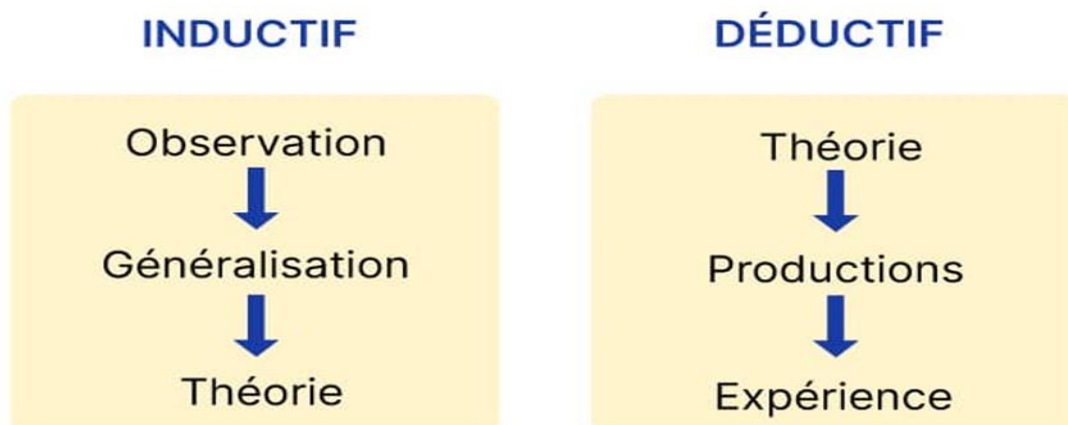 INDUCTIF
Observation
Généralisation
Théorie
DÉDUCTIF
Théorie
Productions
Expérience